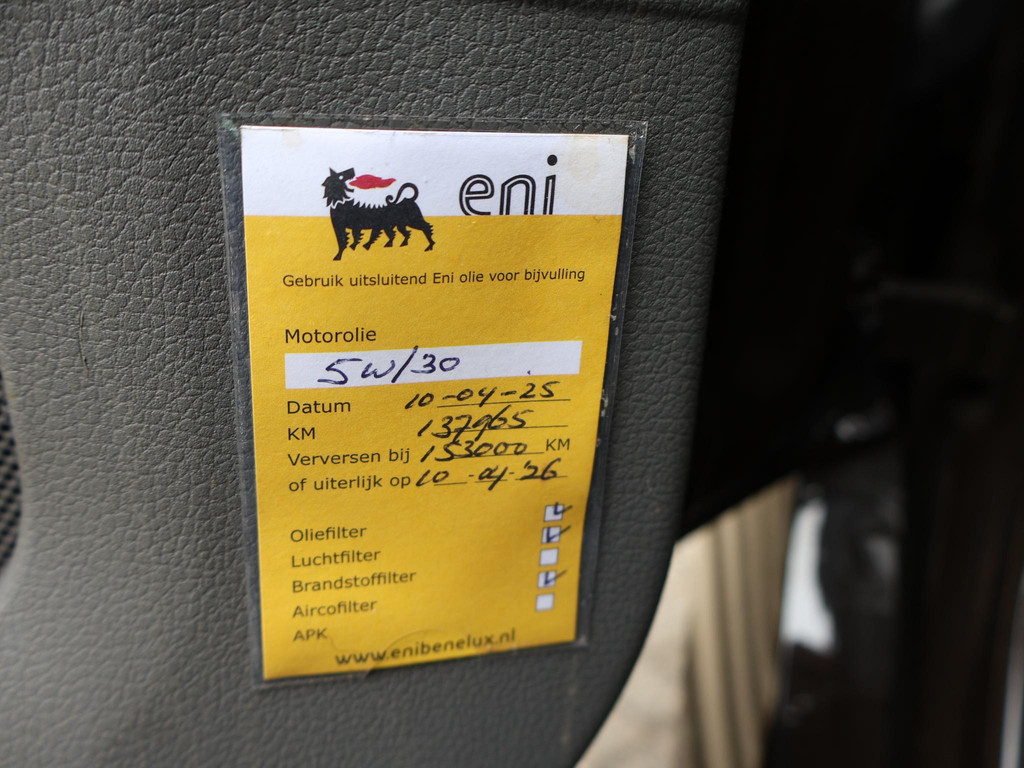 eni
Gebruik uitsluitend Eni olie voor bijvulling
Motorolie
5W/30
Datum 10-04-25
KM 137965
Verversen bij 153000 KM
of uiterlijk op 10-04-'26
Oliefilter
Luchtfilter
Brandstoffilter
Aircofilter
APK
www.enibenelux.nl